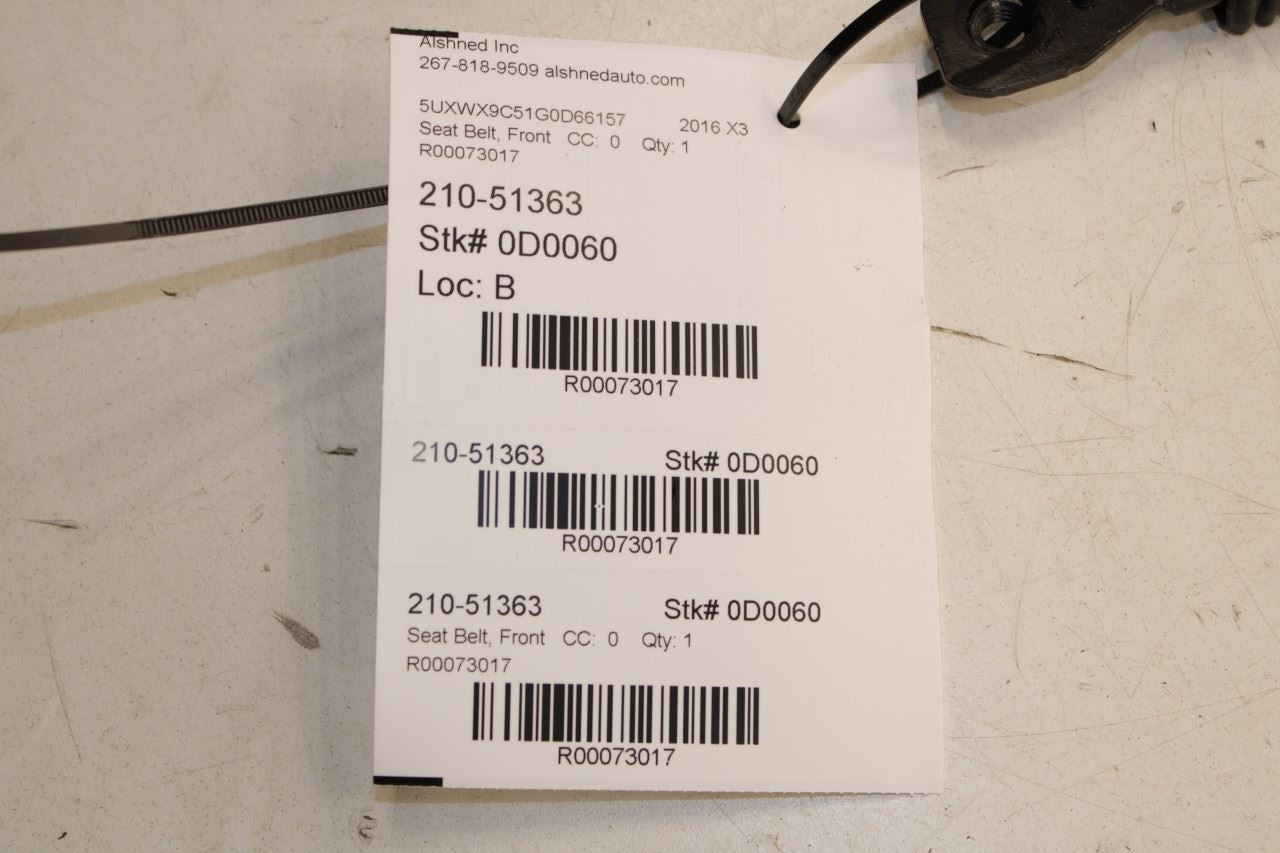 Alshned Inc
267-818-9509 alshnedauto.com
5UXWX9C51G0D66157 2016 X3
Seat Belt, Front CC: 0 Qty: 1
R00073017
210-51363
Stk# 0D0060
Loc: B
R00073017
210-51363 Stk# 0D0060
R00073017
210-51363 Stk# 0D0060
Seat Belt, Front CC: 0 Qty: 1
R00073017
R00073017